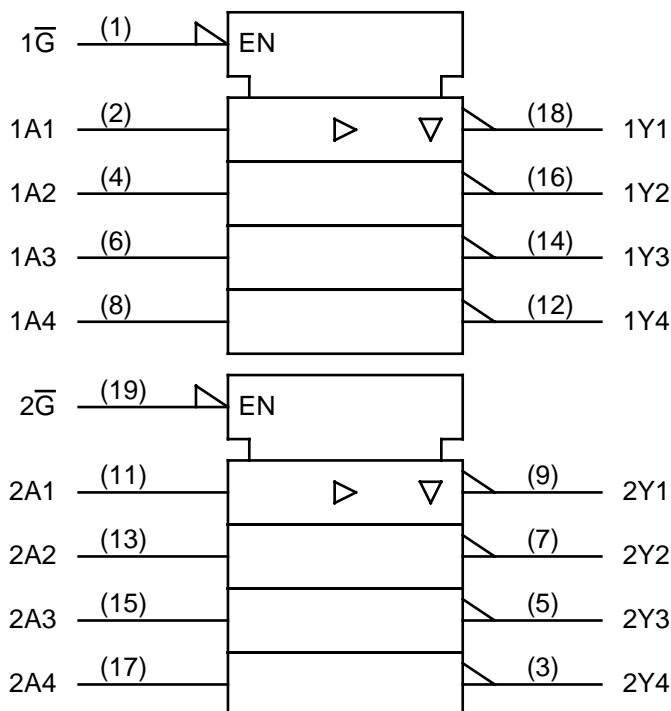 1G̅ (1) EN
1A1 (2) (18) 1Y1
1A2 (4) (16) 1Y2
1A3 (6) (14) 1Y3
1A4 (8) (12) 1Y4
2G̅ (19) EN
2A1 (11) (9) 2Y1
2A2 (13) (7) 2Y2
2A3 (15) (5) 2Y3
2A4 (17) (3) 2Y4